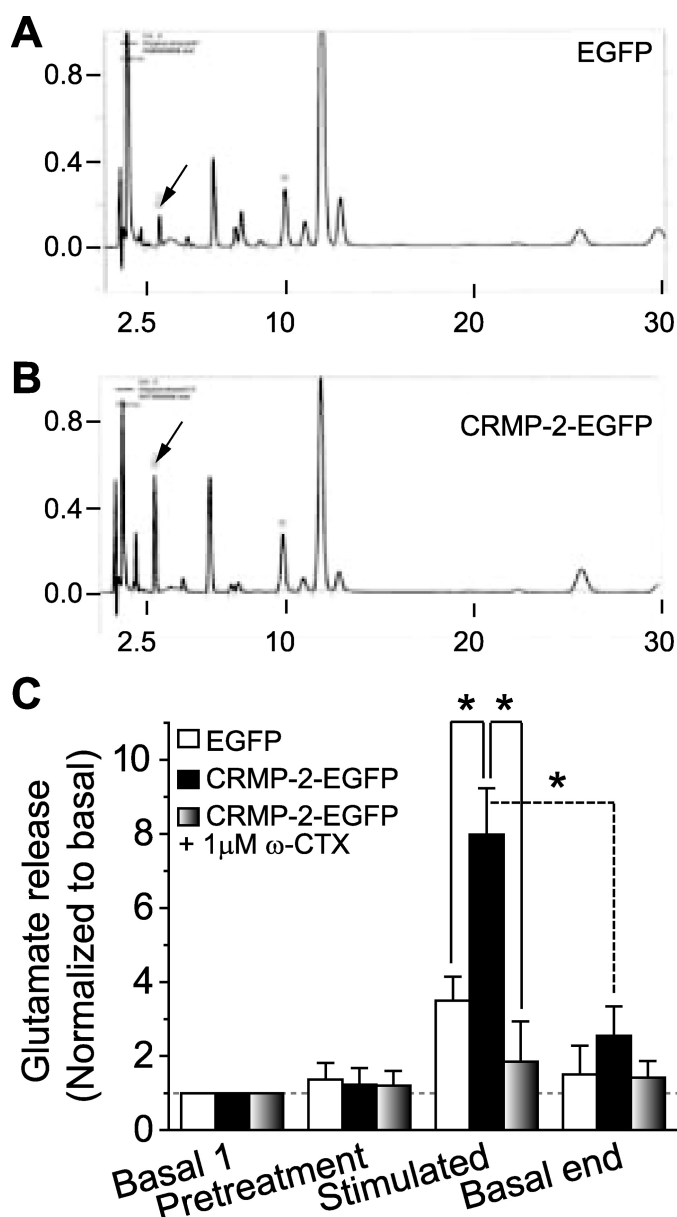 A
EGFP
0.8
0.4
0.0
2.5 10 20 30
B
CRMP-2-EGFP
0.8
0.4
0.0
2.5 10 20 30
C
Glutamate release
(Normalized to basal)
10
8
6
4
2
0
EGFP
CRMP-2-EGFP
CRMP-2-EGFP
+ 1μM ω-CTX
* *
*
Basal 1
Pretreatment
Stimulated
Basal end